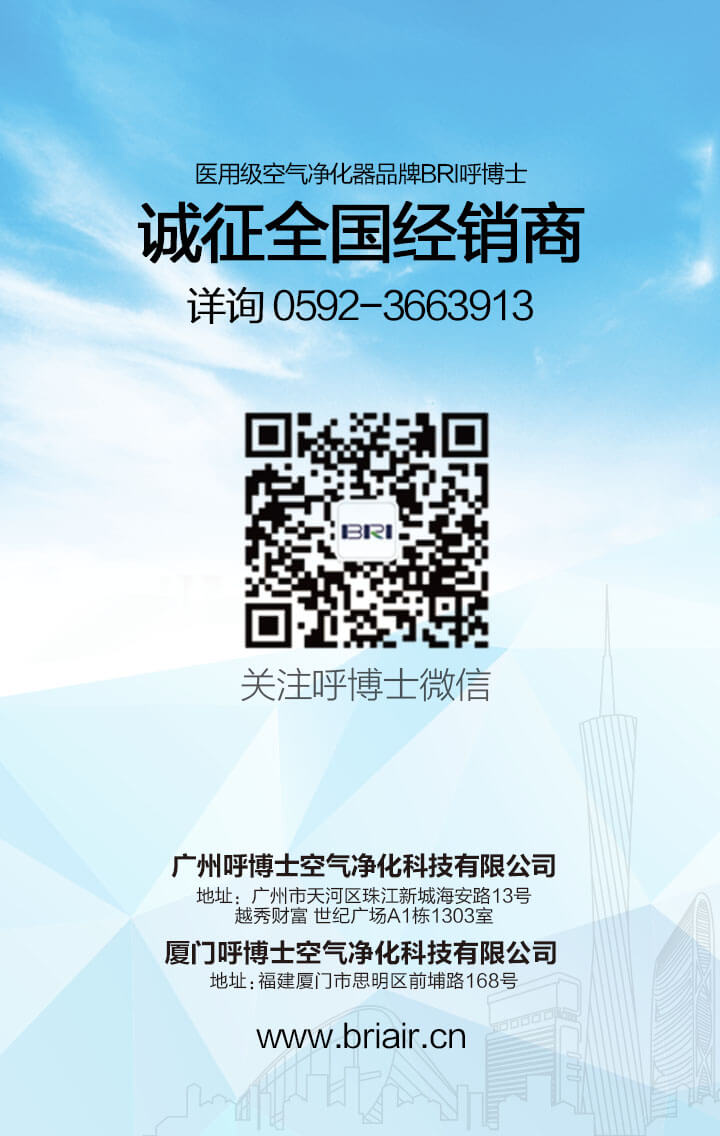 医用级空气净化器品牌BRI呼博士
诚征全国经销商
详询 0592-3663913
BRI
关注呼博士微信
广州呼博士空气净化科技有限公司
地址：广州市天河区珠江新城海安路13号
越秀财富 世纪广场A1栋1303室
厦门呼博士空气净化科技有限公司
地址：福建厦门市思明区前埔路168号
www.briair.cn